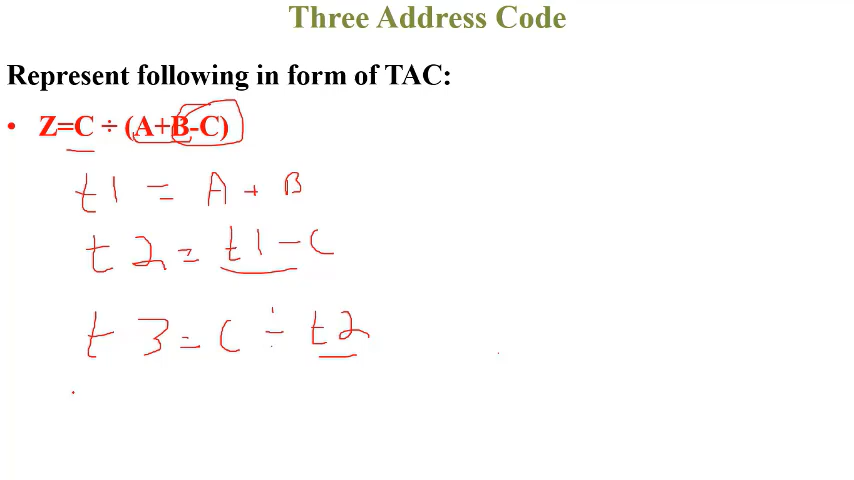 Three Address Code
Represent following in form of TAC:
• Z=C ÷ (A+B-C)
t1 = A + B
t2 = t1 - C
t3 = C ÷ t2